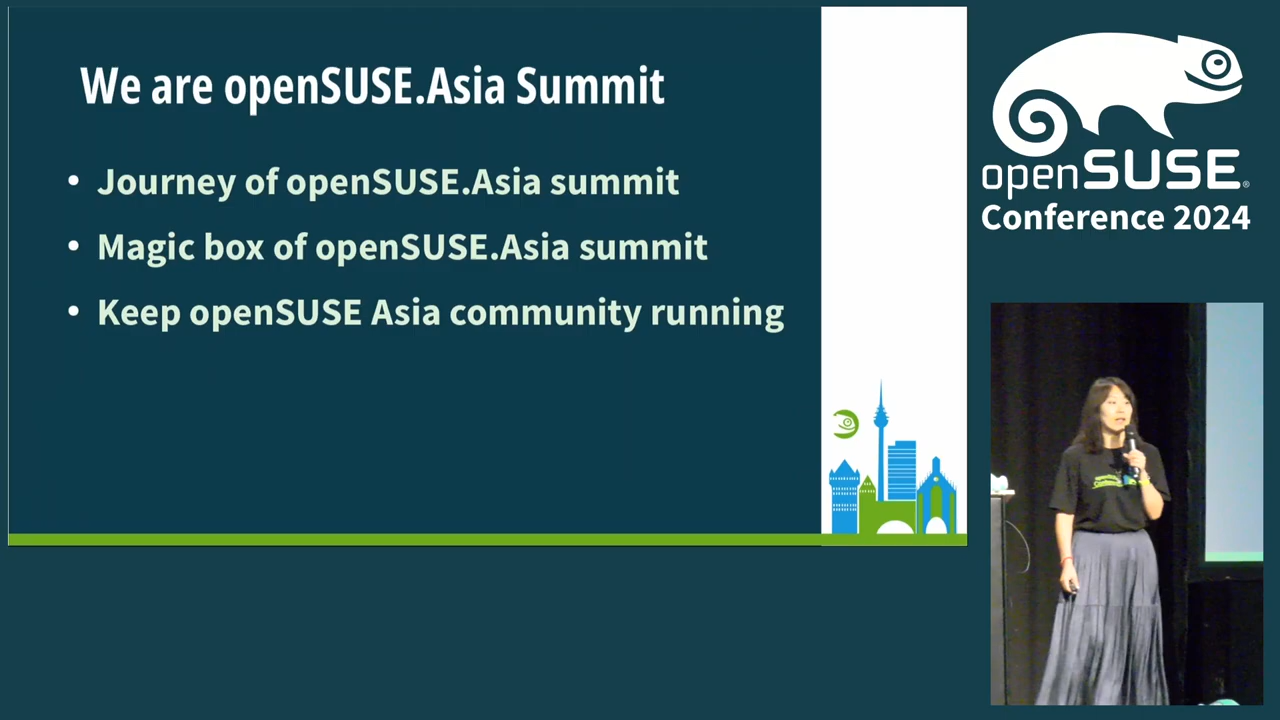 We are openSUSE.Asia Summit
• Journey of openSUSE.Asia summit
• Magic box of openSUSE.Asia summit
• Keep openSUSE Asia community running
openSUSE®
Conference 2024